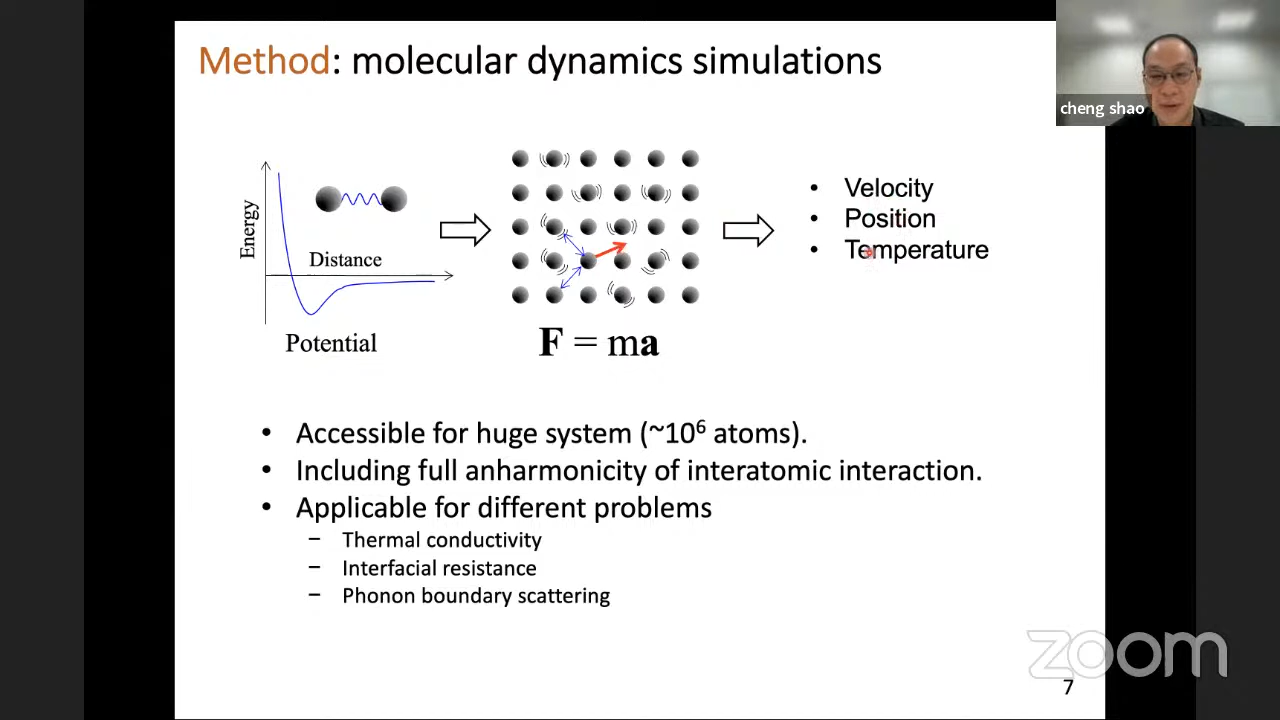 Method: molecular dynamics simulations
cheng shao
Energy
Distance
Potential
F = ma
• Velocity
• Position
• Temperature
• Accessible for huge system (~10⁶ atoms).
• Including full anharmonicity of interatomic interaction.
• Applicable for different problems
– Thermal conductivity
– Interfacial resistance
– Phonon boundary scattering
zoom
7